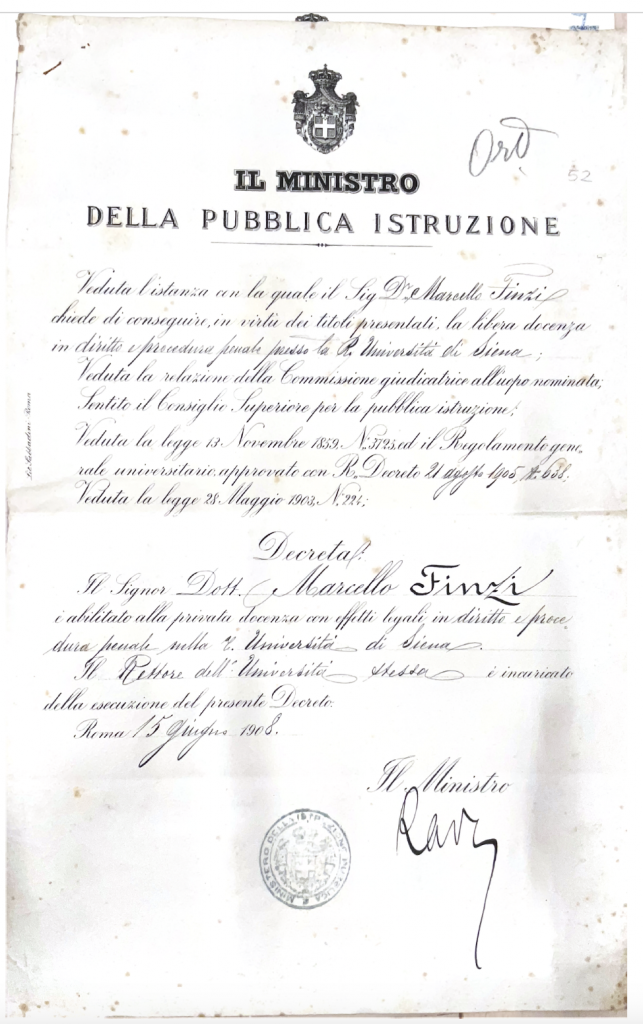 Ord
52
IL MINISTRO
DELLA PUBBLICA ISTRUZIONE
Veduta l'istanza con la quale il Sig Dr. Marcello Finzi
chiede di conseguire, in virtù dei titoli presentati, la libera docenza
in diritto e procedura penale presso la R. Università di Siena;
Veduta la relazione della Commissione giudicatrice all'uopo nominata;
Sentito il Consiglio Superiore per la pubblica istruzione;
Veduta la legge 13 Novembre 1859, N. 3725, ed il Regolamento gene-
rale universitario, approvato con R. Decreto 21 agosto 1905 N. 638.
Veduta la legge 28 Maggio 1903, N. 224;
Decreta:
Il Signor Dott. Marcello Finzi
è abilitato alla privata docenza con effetti legali, in diritto e proce-
dura penale nella R. Università di Siena.
Il Rettore dell'Università stessa è incaricato
della esecuzione del presente Decreto.
Roma 15 giugno 1908.
Il Ministro
Rava
MINISTERO DELLA ISTRUZIONE PUBBLICA